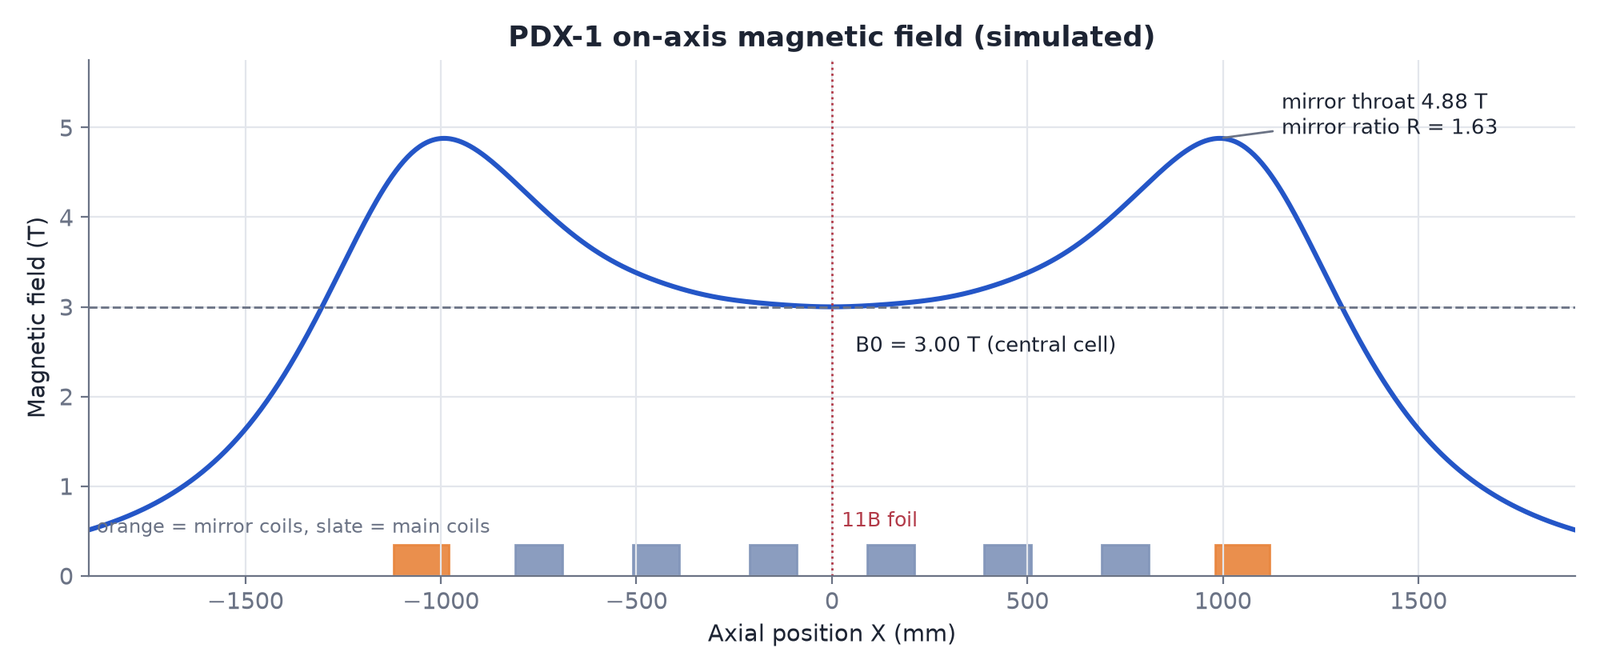 PDX-1 on-axis magnetic field (simulated)
mirror throat 4.88 T
mirror ratio R = 1.63
B0 = 3.00 T (central cell)
11B foil
orange = mirror coils, slate = main coils
Magnetic field (T)
5
4
3
2
1
0
−1500 −1000 −500 0 500 1000 1500
Axial position X (mm)